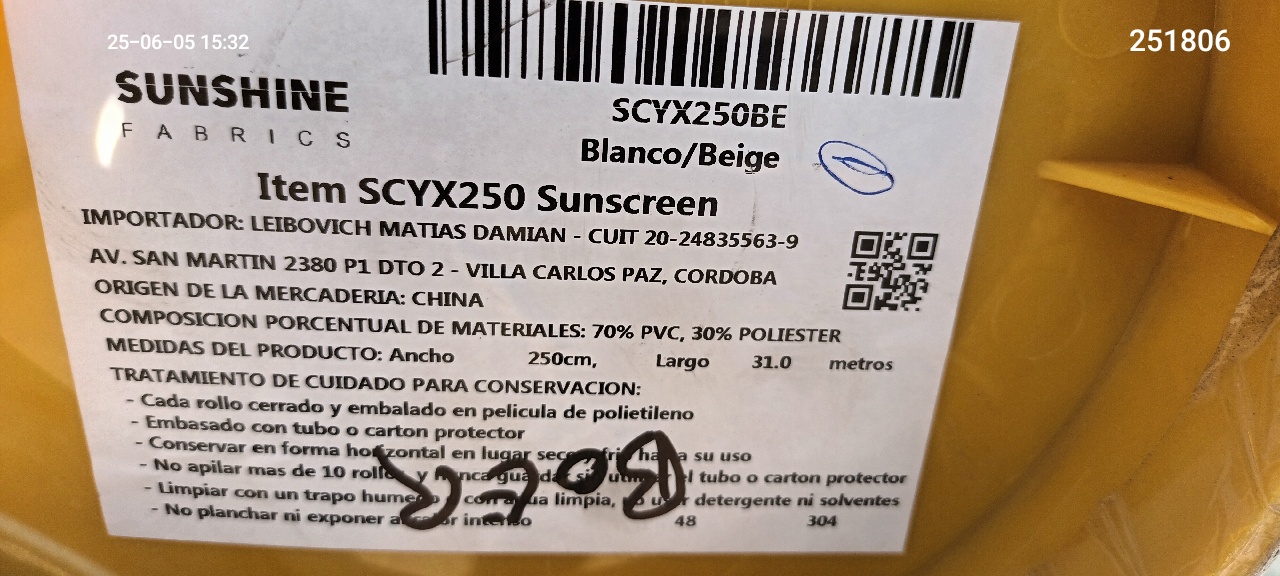 25-06-05 15:32
251806
SUNSHINE
FABRICS
SCYX250BE
Blanco/Beige
Item SCYX250 Sunscreen
IMPORTADOR: LEIBOVICH MATIAS DAMIAN - CUIT 20-24835563-9
AV. SAN MARTIN 2380 P1 DTO 2 - VILLA CARLOS PAZ, CORDOBA
ORIGEN DE LA MERCADERIA: CHINA
COMPOSICION PORCENTUAL DE MATERIALES: 70% PVC, 30% POLIESTER
MEDIDAS DEL PRODUCTO: Ancho 250cm, Largo 31.0 metros
TRATAMIENTO DE CUIDADO PARA CONSERVACION:
- Cada rollo cerrado y embalado en pelicula de polietileno
- Embasado con tubo o carton protector
- Conservar en forma horizontal en lugar seco su uso
- No apilar mas de 10 y tubo o carton protector
- Limpiar con un trapo limpia, detergente ni solventes
- No planchar ni exponer intenso
48 304